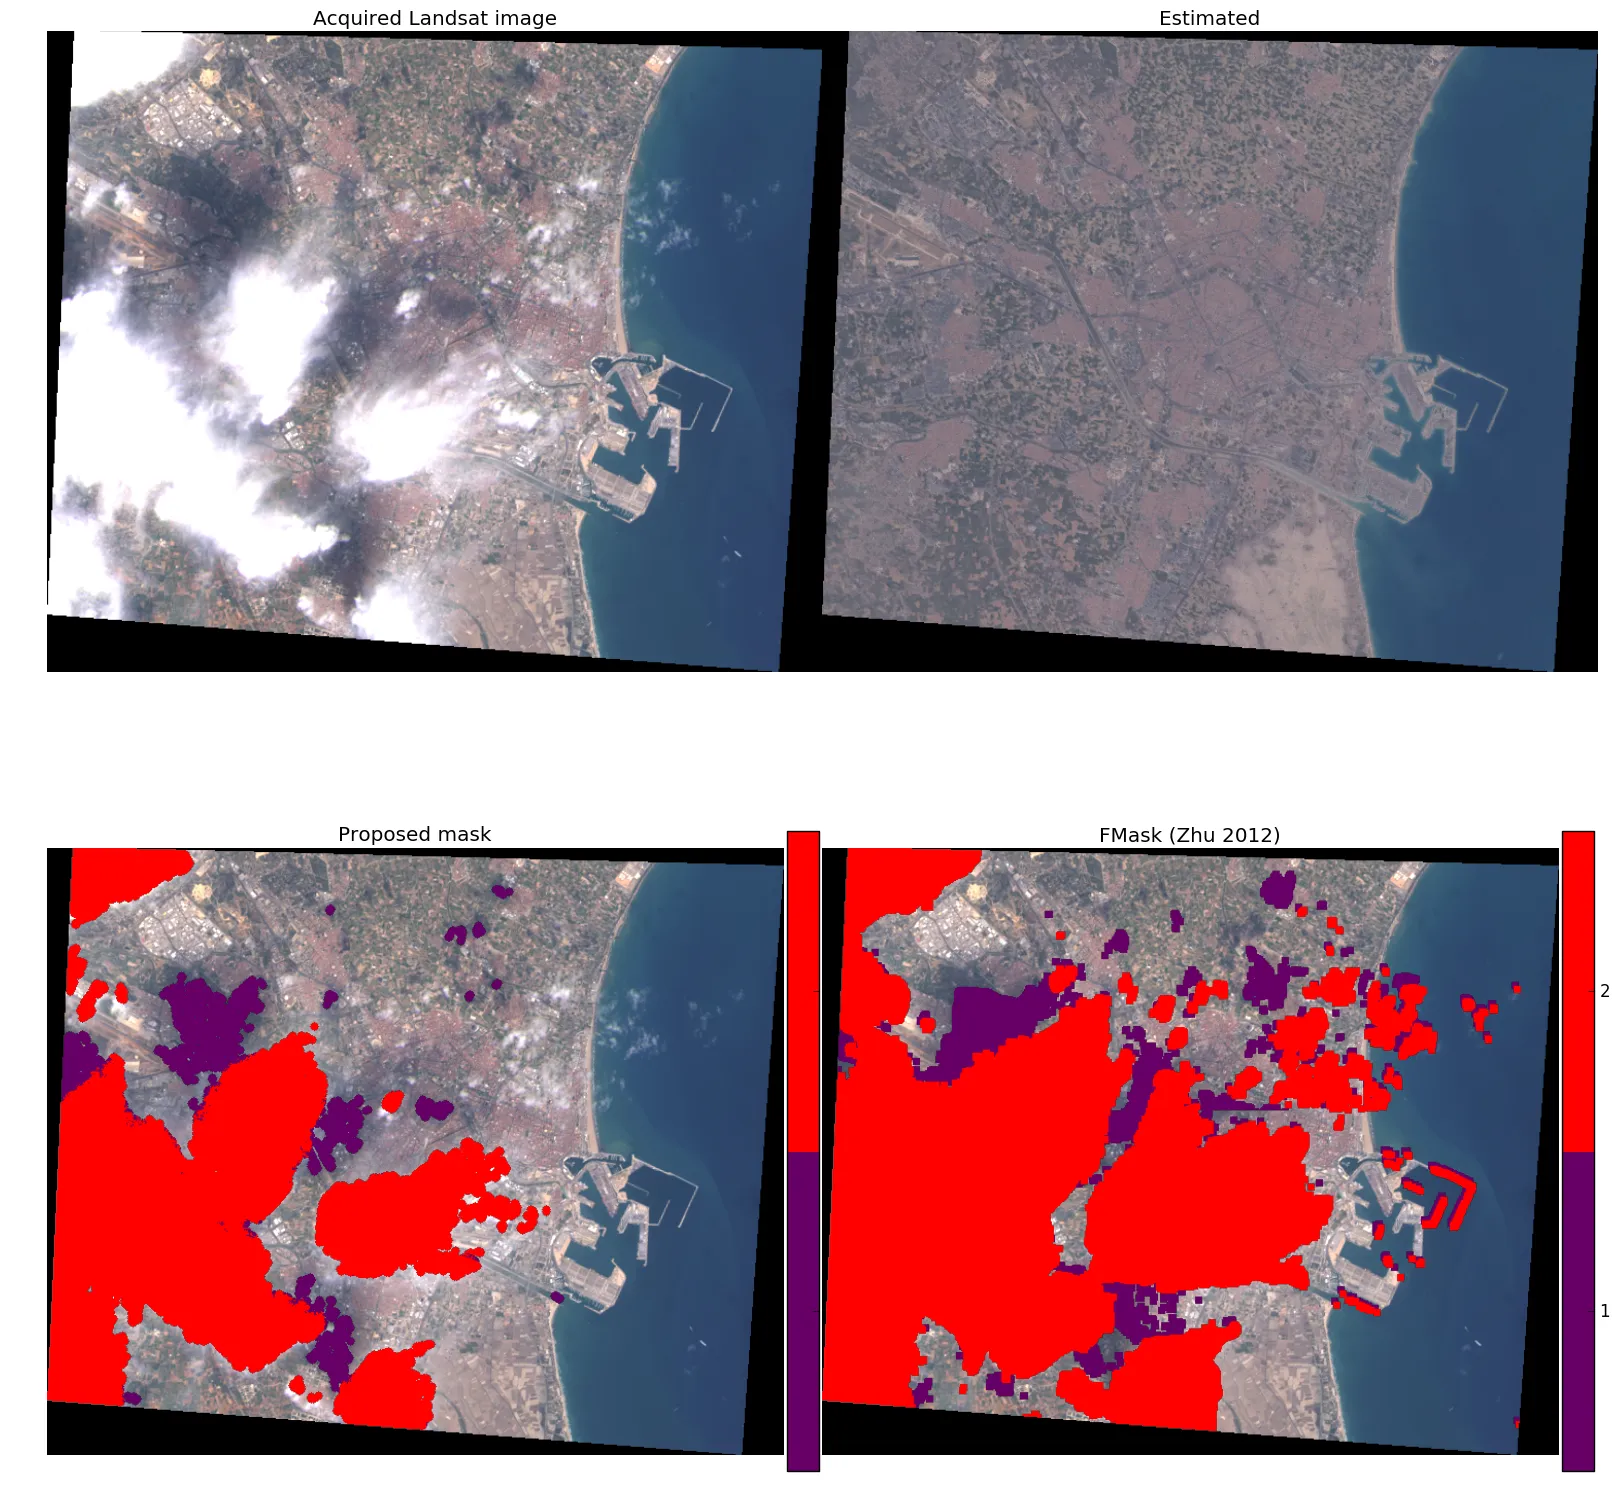 Acquired Landsat image
Estimated
Proposed mask
FMask (Zhu 2012)
2
1